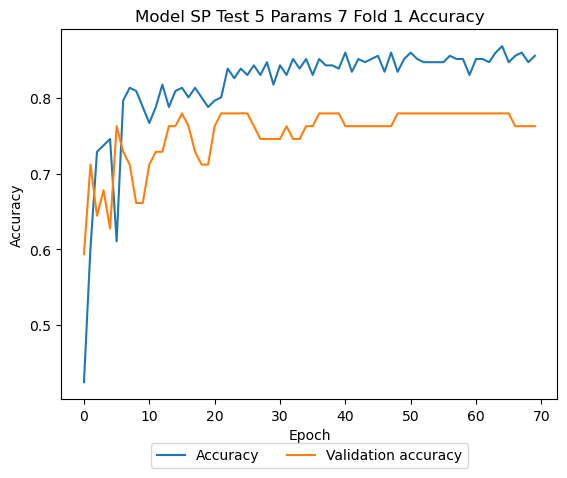 Model SP Test 5 Params 7 Fold 1 Accuracy
Accuracy
0.8
0.7
0.6
0.5
0 10 20 30 40 50 60 70
Epoch
Accuracy Validation accuracy